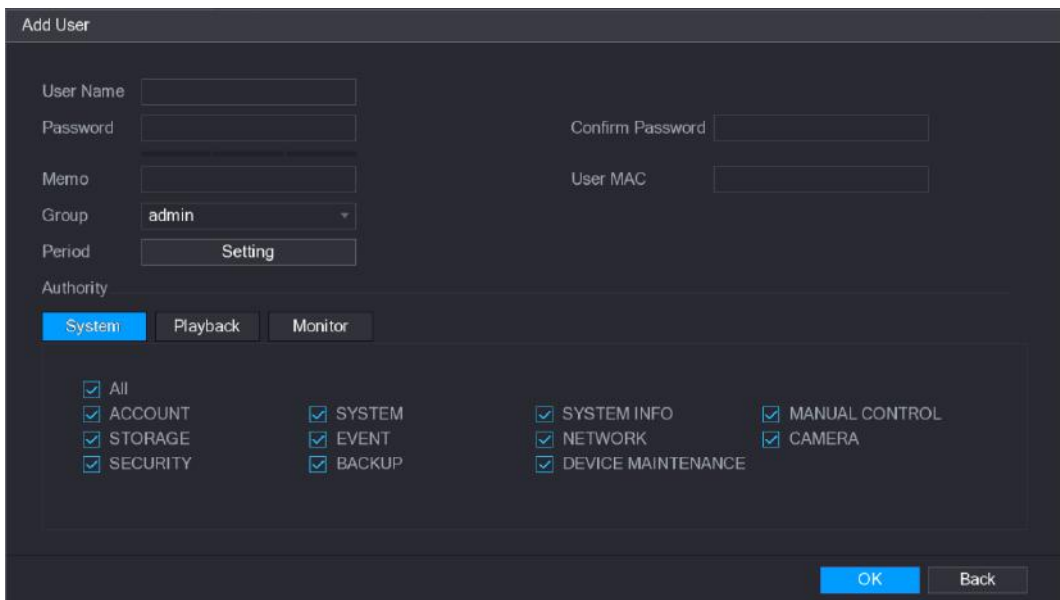 Add User
User Name
Password Confirm Password
Memo User MAC
Group admin
Period Setting
Authority
System Playback Monitor
All
ACCOUNT SYSTEM SYSTEM INFO MANUAL CONTROL
STORAGE EVENT NETWORK CAMERA
SECURITY BACKUP DEVICE MAINTENANCE
OK Back